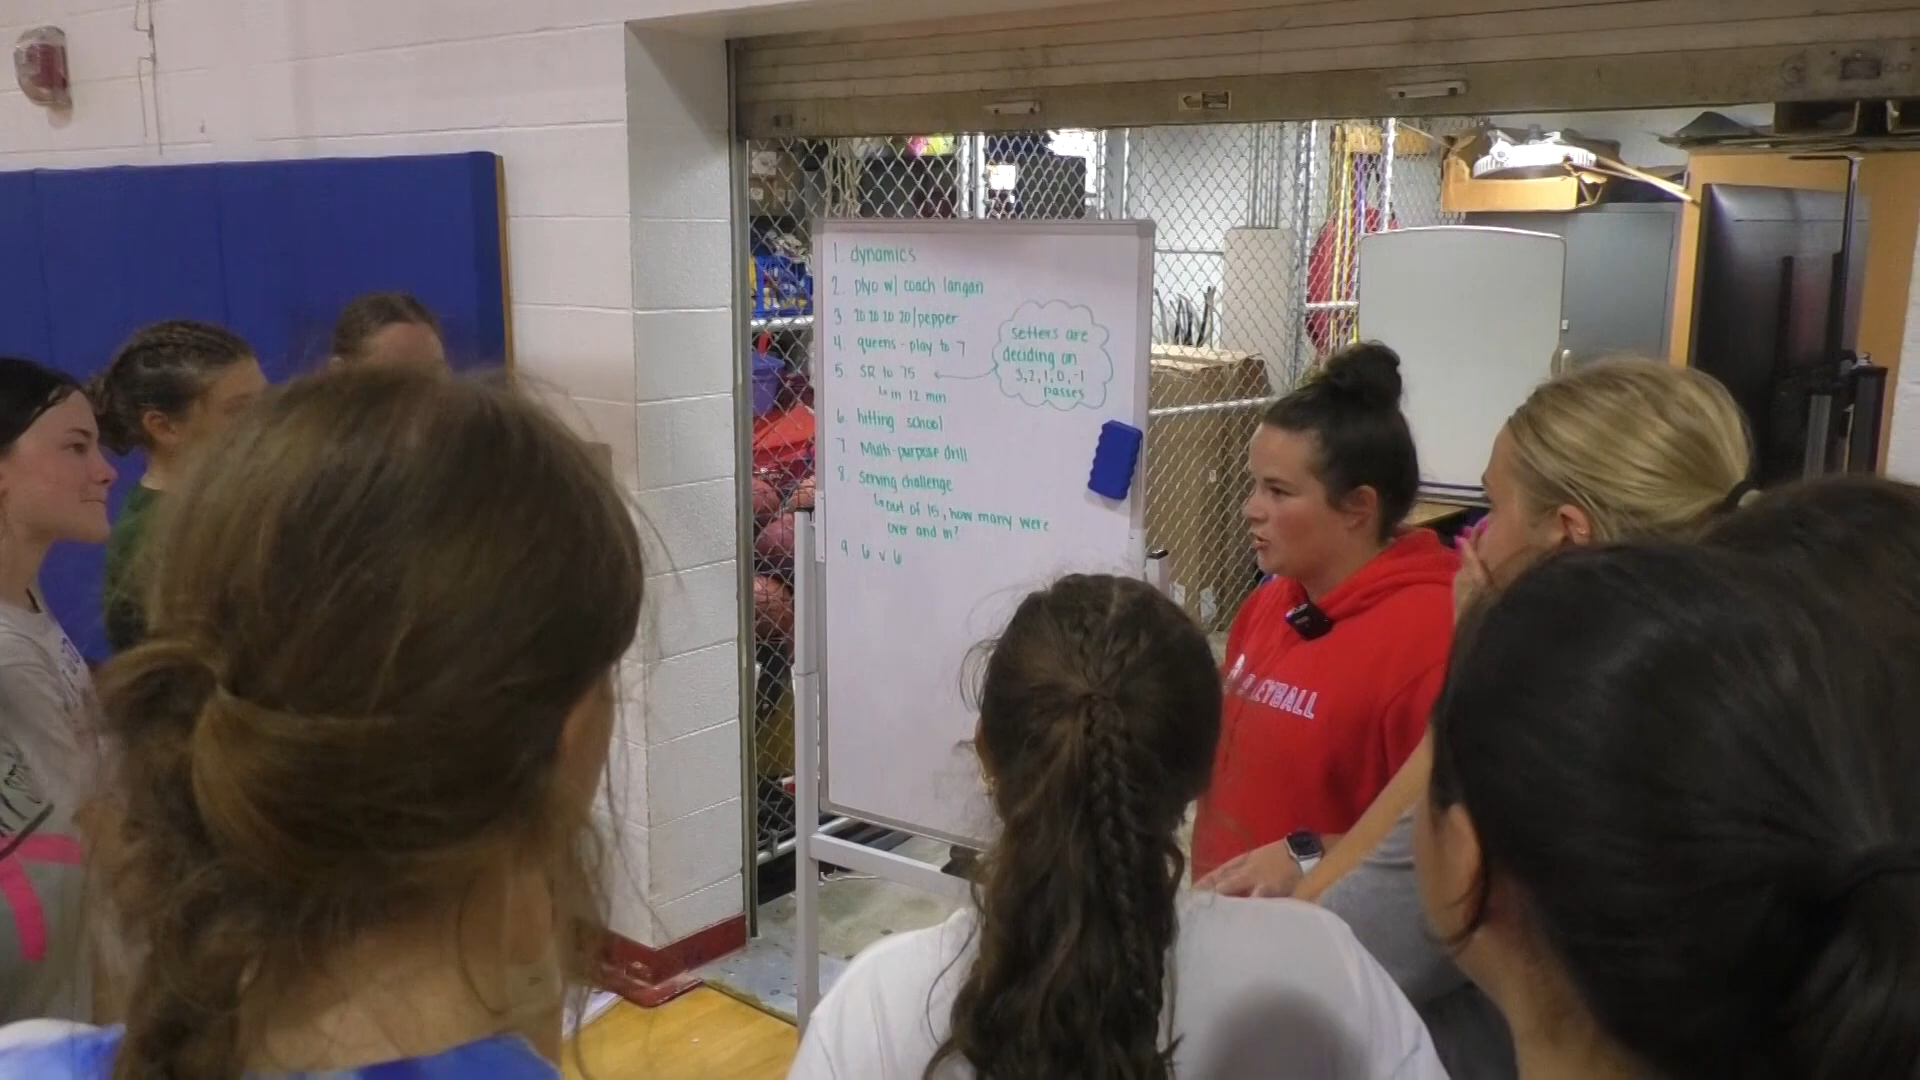 1. dynamics
2. plyo w/ coach langan
3. 20 20 20 20/pepper
4. queens - play to 7
5. SR to 75
↳ in 12 min
setters are
deciding on
3,2,1,0,-1
passes
6. hitting school
7. Multi-purpose drill
8. serving challenge
↳ out of 15, how many were
over and in?
9. 6 v 6